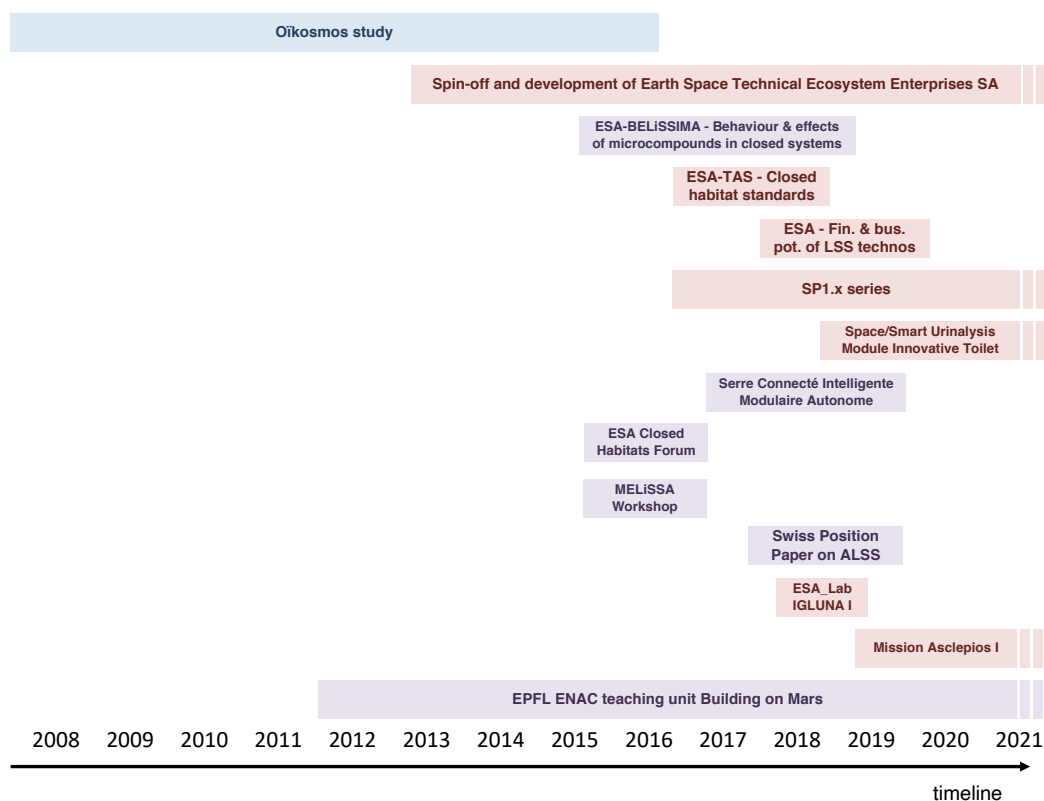 Oïkosmos study
Spin-off and development of Earth Space Technical Ecosystem Enterprises SA
ESA-BELiSSIMA - Behaviour & effects
of microcompounds in closed systems
ESA-TAS - Closed
habitat standards
ESA - Fin. & bus.
pot. of LSS technos
SP1.x series
Space/Smart Urinalysis
Module Innovative Toilet
Serre Connecté Intelligente
Modulaire Autonome
ESA Closed
Habitats Forum
MELiSSA
Workshop
Swiss Position
Paper on ALSS
ESA_Lab
IGLUNA I
Mission Asclepios I
EPFL ENAC teaching unit Building on Mars
2008 2009 2010 2011 2012 2013 2014 2015 2016 2017 2018 2019 2020 2021
timeline